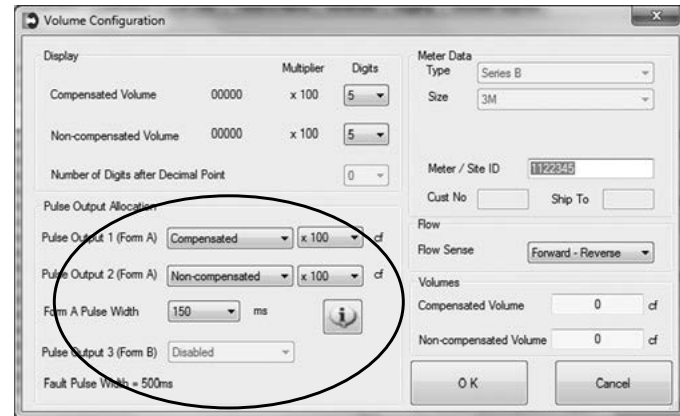 Volume Configuration
Display
Multiplier Digits
Compensated Volume 00000 x 100 5
Non-compensated Volume 00000 x 100 5
Number of Digits after Decimal Point 0
Pulse Output Allocation
Pulse Output 1 (Form A) Compensated x 100 cf
Pulse Output 2 (Form A) Non-compensated x 100 cf
Form A Pulse Width 150 ms
Pulse Output 3 (Form B) Disabled
Fault Pulse Width = 500ms
Meter Data
Type Series B
Size 3M
Meter / Site ID 1122345
Cust No Ship To
Flow
Flow Sense Forward - Reverse
Volumes
Compensated Volume 0 cf
Non-compensated Volume 0 cf
OK Cancel